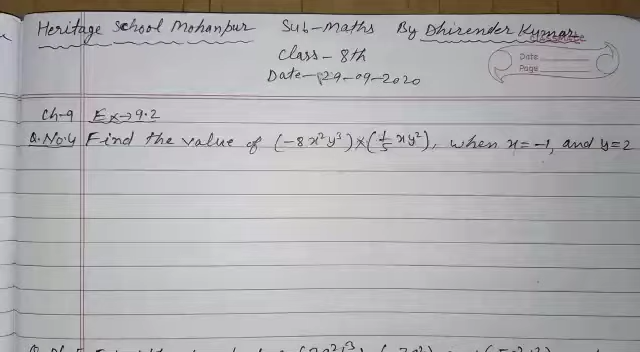 Heritage School Mohanpur Sub-Maths By Dhirender Kumar
Class - 8th
Date - 29-09-2020
Date
Page
Ch-9 Ex→9.2
Q.No.4 Find the value of (-8x²y³)×(1/5 xy²), when x=-1, and y=2